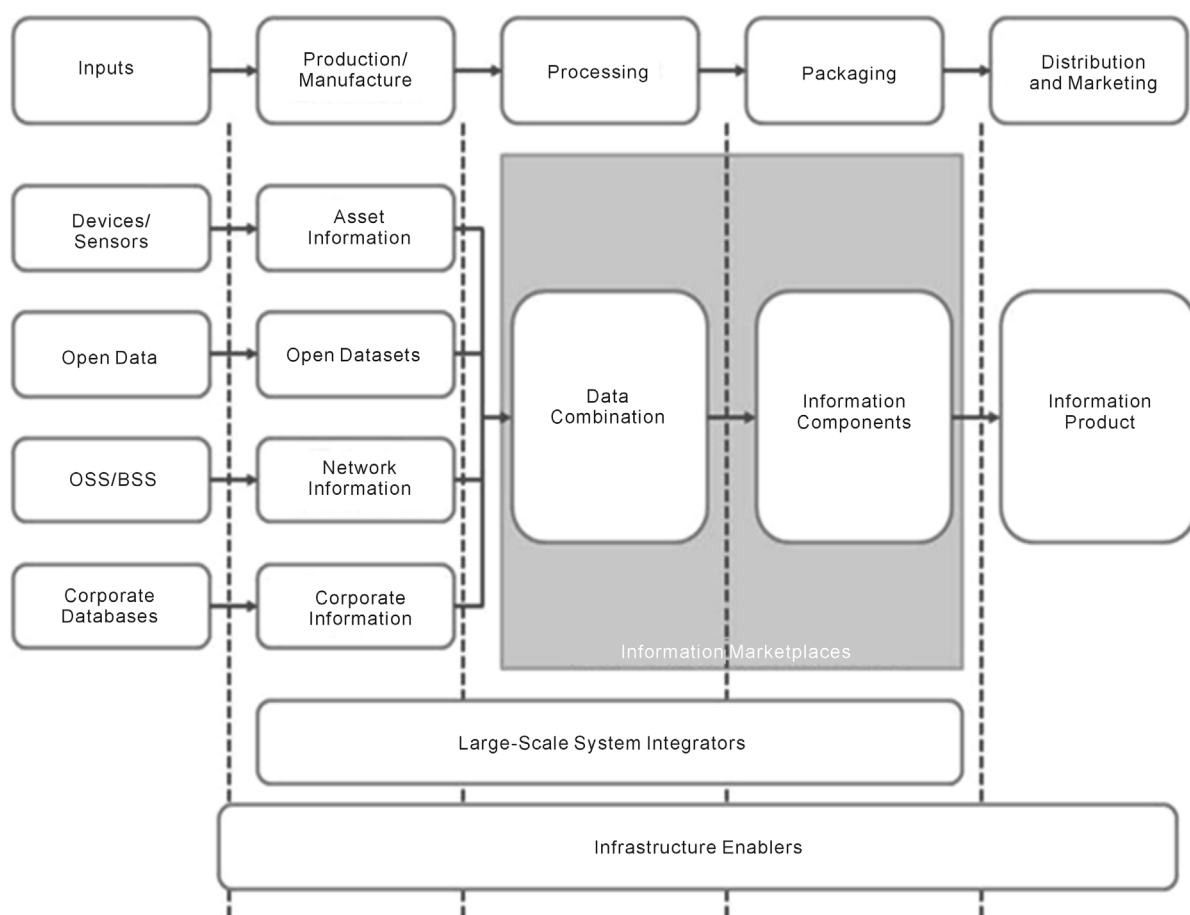 Inputs
Production/
Manufacture
Processing
Packaging
Distribution
and Marketing
Devices/
Sensors
Asset
Information
Open Data
Open Datasets
OSS/BSS
Network
Information
Corporate
Databases
Corporate
Information
Data
Combination
Information
Components
Information
Product
Information Marketplaces
Large-Scale System Integrators
Infrastructure Enablers